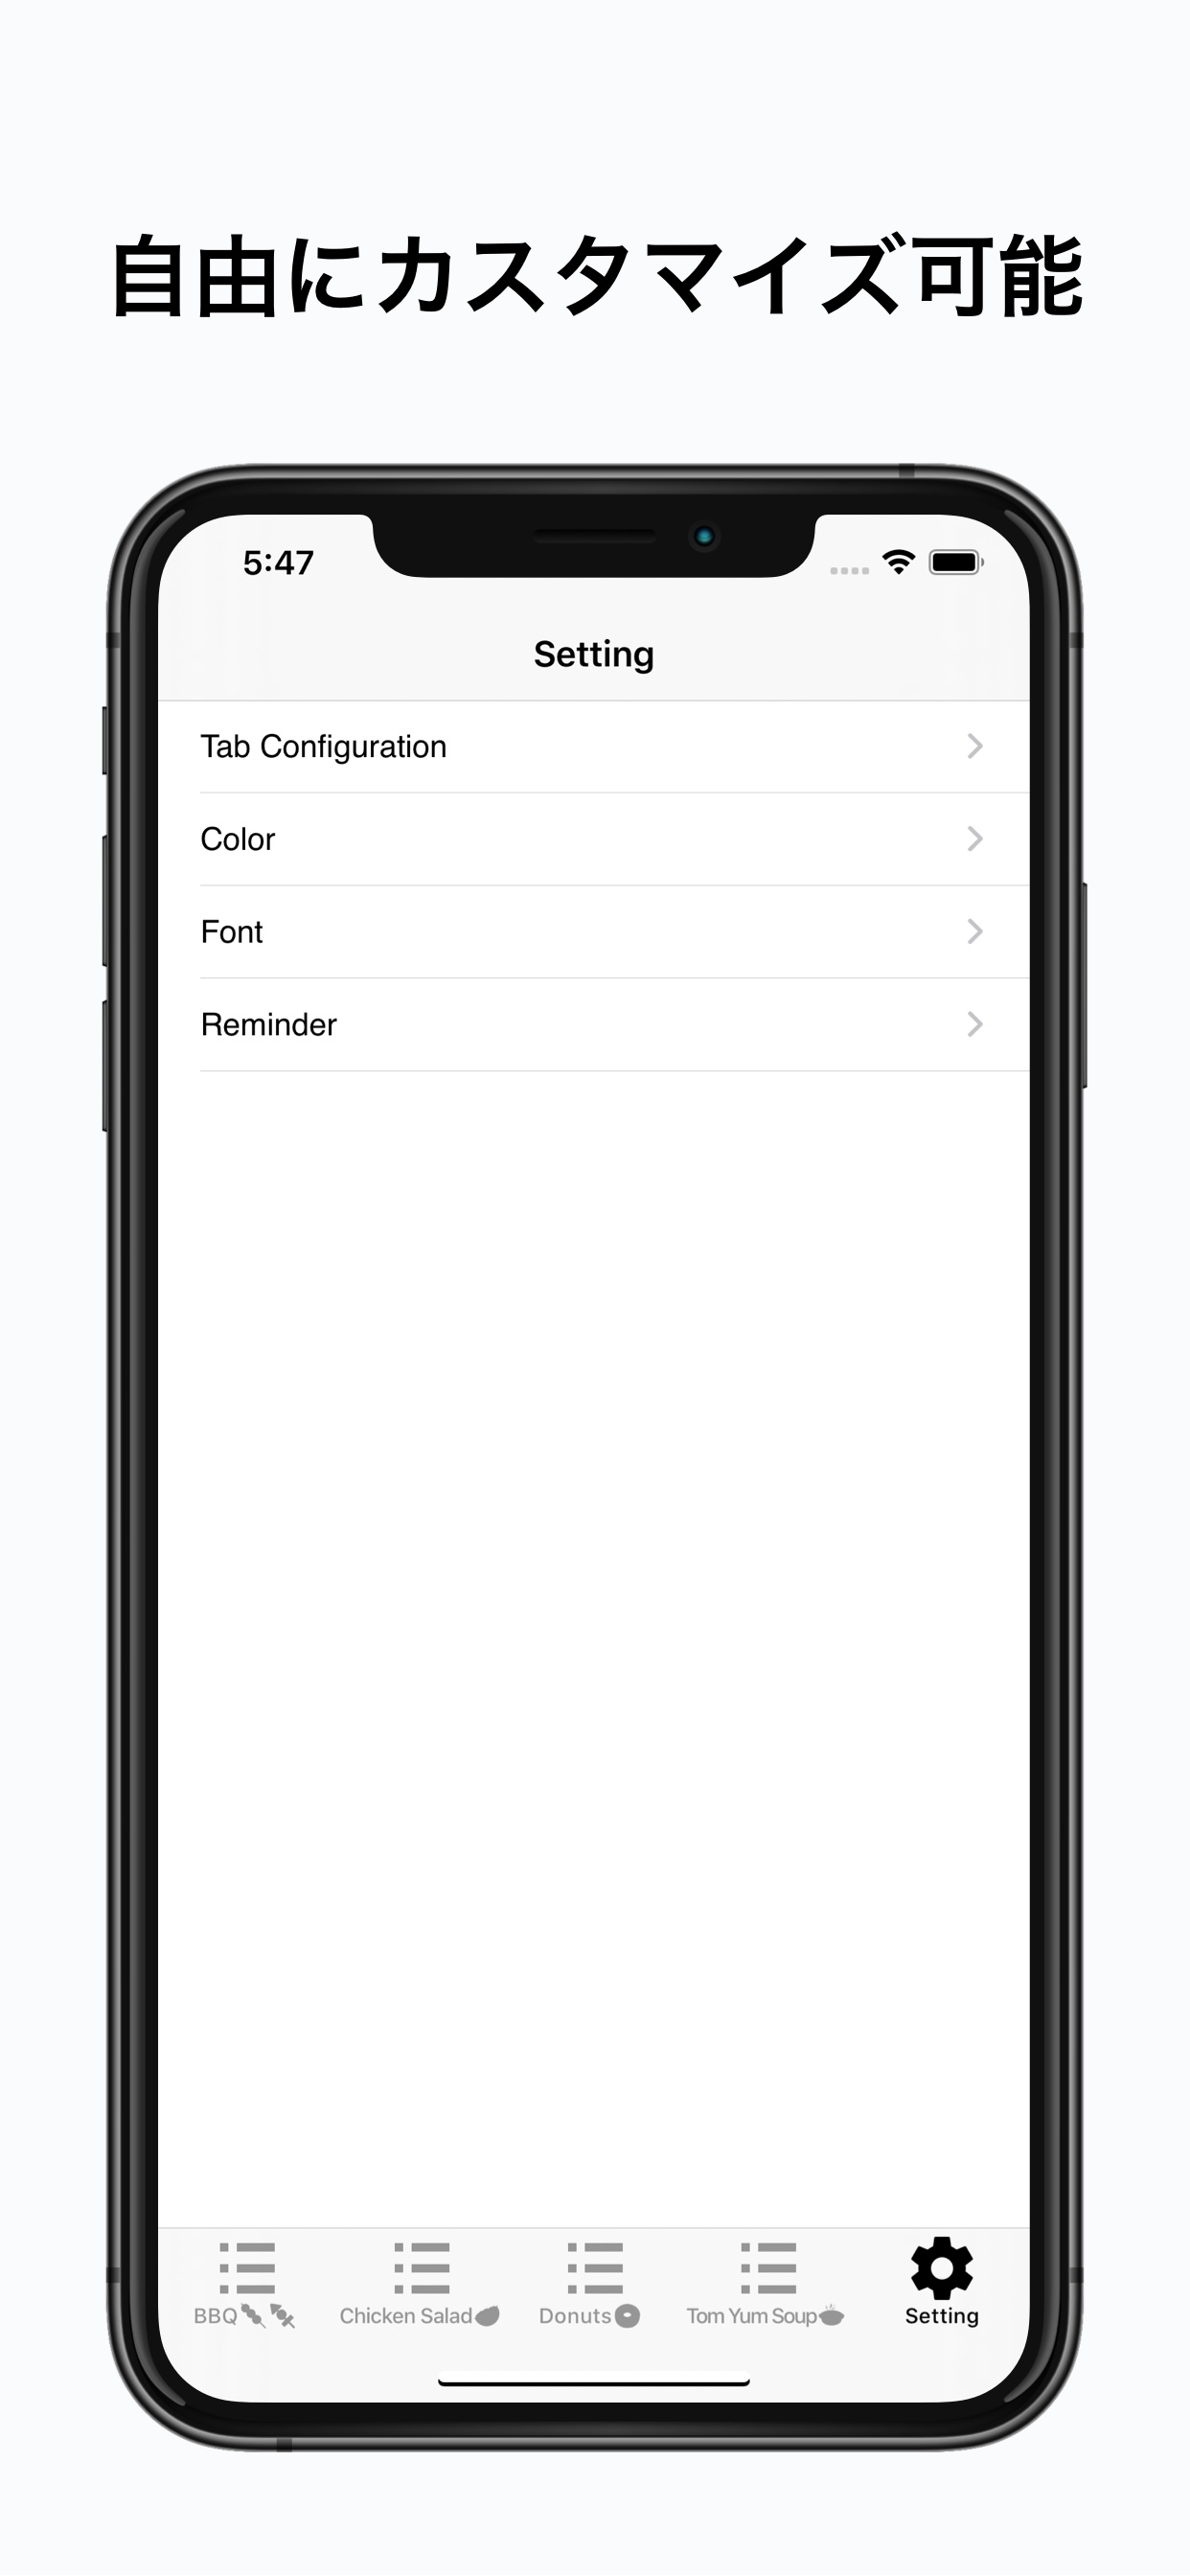 自由にカスタマイズ可能
5:47
Setting
Tab Configuration
Color
Font
Reminder
BBQ Chicken Salad Donuts Tom Yum Soup Setting